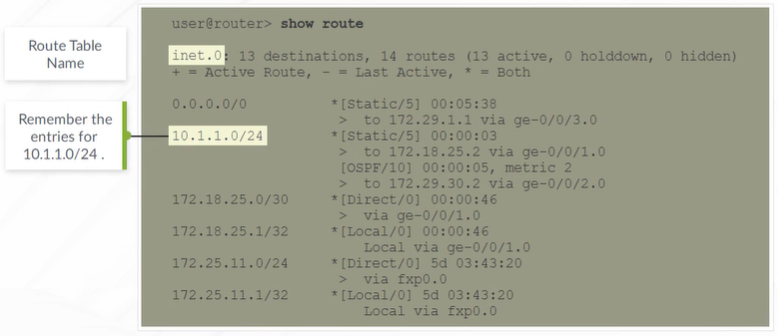 user@router> show route
Route Table
Name
inet.0: 13 destinations, 14 routes (13 active, 0 holddown, 0 hidden)
+ = Active Route, - = Last Active, * = Both
0.0.0.0/0 *[Static/5] 00:05:38
> to 172.29.1.1 via ge-0/0/3.0
Remember the
entries for
10.1.1.0/24 .
10.1.1.0/24 *[Static/5] 00:00:03
> to 172.18.25.2 via ge-0/0/1.0
[OSPF/10] 00:00:05, metric 2
> to 172.29.30.2 via ge-0/0/2.0
172.18.25.0/30 *[Direct/0] 00:00:46
> via ge-0/0/1.0
172.18.25.1/32 *[Local/0] 00:00:46
Local via ge-0/0/1.0
172.25.11.0/24 *[Direct/0] 5d 03:43:20
> via fxp0.0
172.25.11.1/32 *[Local/0] 5d 03:43:20
Local via fxp0.0